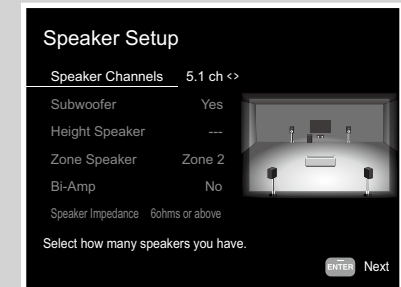 Speaker Setup
Speaker Channels 5.1 ch <>
Subwoofer Yes
Height Speaker ---
Zone Speaker Zone 2
Bi-Amp No
Speaker Impedance 6ohms or above
Select how many speakers you have.
ENTER Next